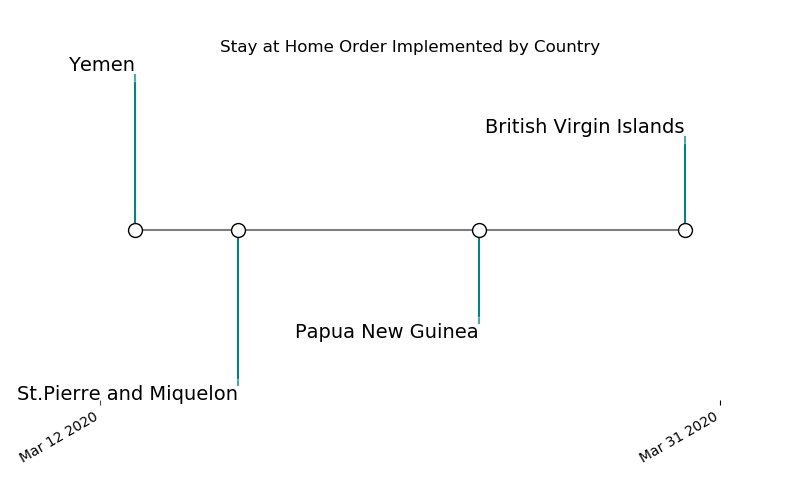 Stay at Home Order Implemented by Country
Yemen
British Virgin Islands
Papua New Guinea
St.Pierre and Miquelon
Mar 12 2020
Mar 31 2020